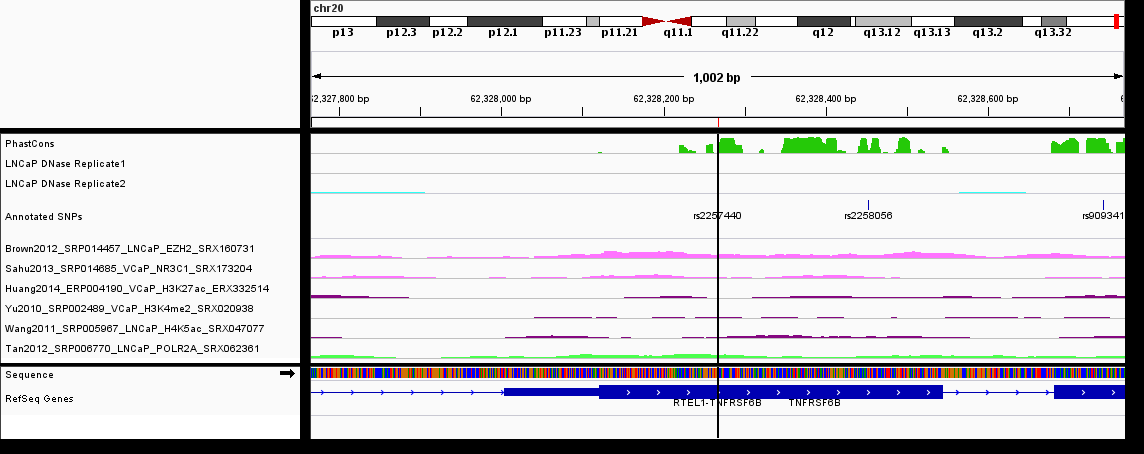 chr20
p13 p12.3 p12.2 p12.1 p11.23 p11.21 q11.1 q11.22 q12 q13.12 q13.13 q13.2 q13.32
1,002 bp
62,327,800 bp 62,328,000 bp 62,328,200 bp 62,328,400 bp 62,328,600 bp
PhastCons
LNCaP DNase Replicate1
LNCaP DNase Replicate2
Annotated SNPs rs2257440 rs2258056 rs909341
Brown2012_SRP014457_LNCaP_EZH2_SRX160731
Sahu2013_SRP014685_VCaP_NR3C1_SRX173204
Huang2014_ERP004190_VCaP_H3K27ac_ERX332514
Yu2010_SRP002489_VCaP_H3K4me2_SRX020938
Wang2011_SRP005967_LNCaP_H4K5ac_SRX047077
Tan2012_SRP006770_LNCaP_POLR2A_SRX062361
Sequence
RefSeq Genes
RTEL1-TNFRSF6B TNFRSF6B